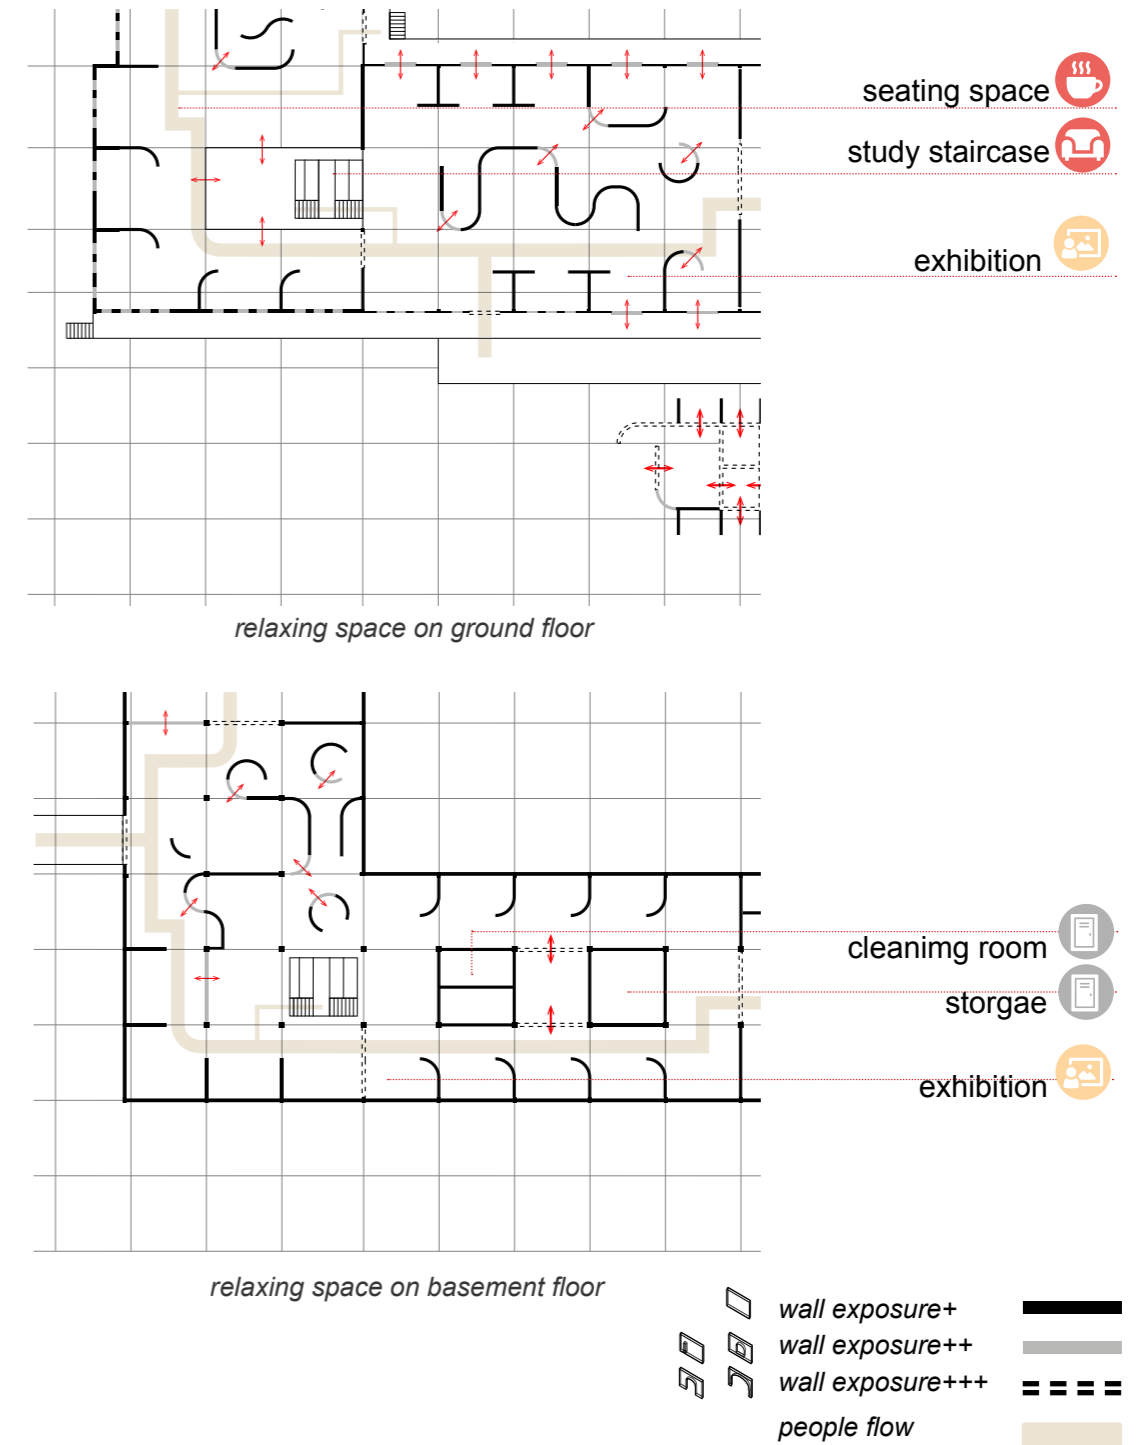 seating space
study staircase
exhibition
relaxing space on ground floor
cleanimg room
storgae
exhibition
relaxing space on basement floor
wall exposure+
wall exposure++
wall exposure+++
people flow